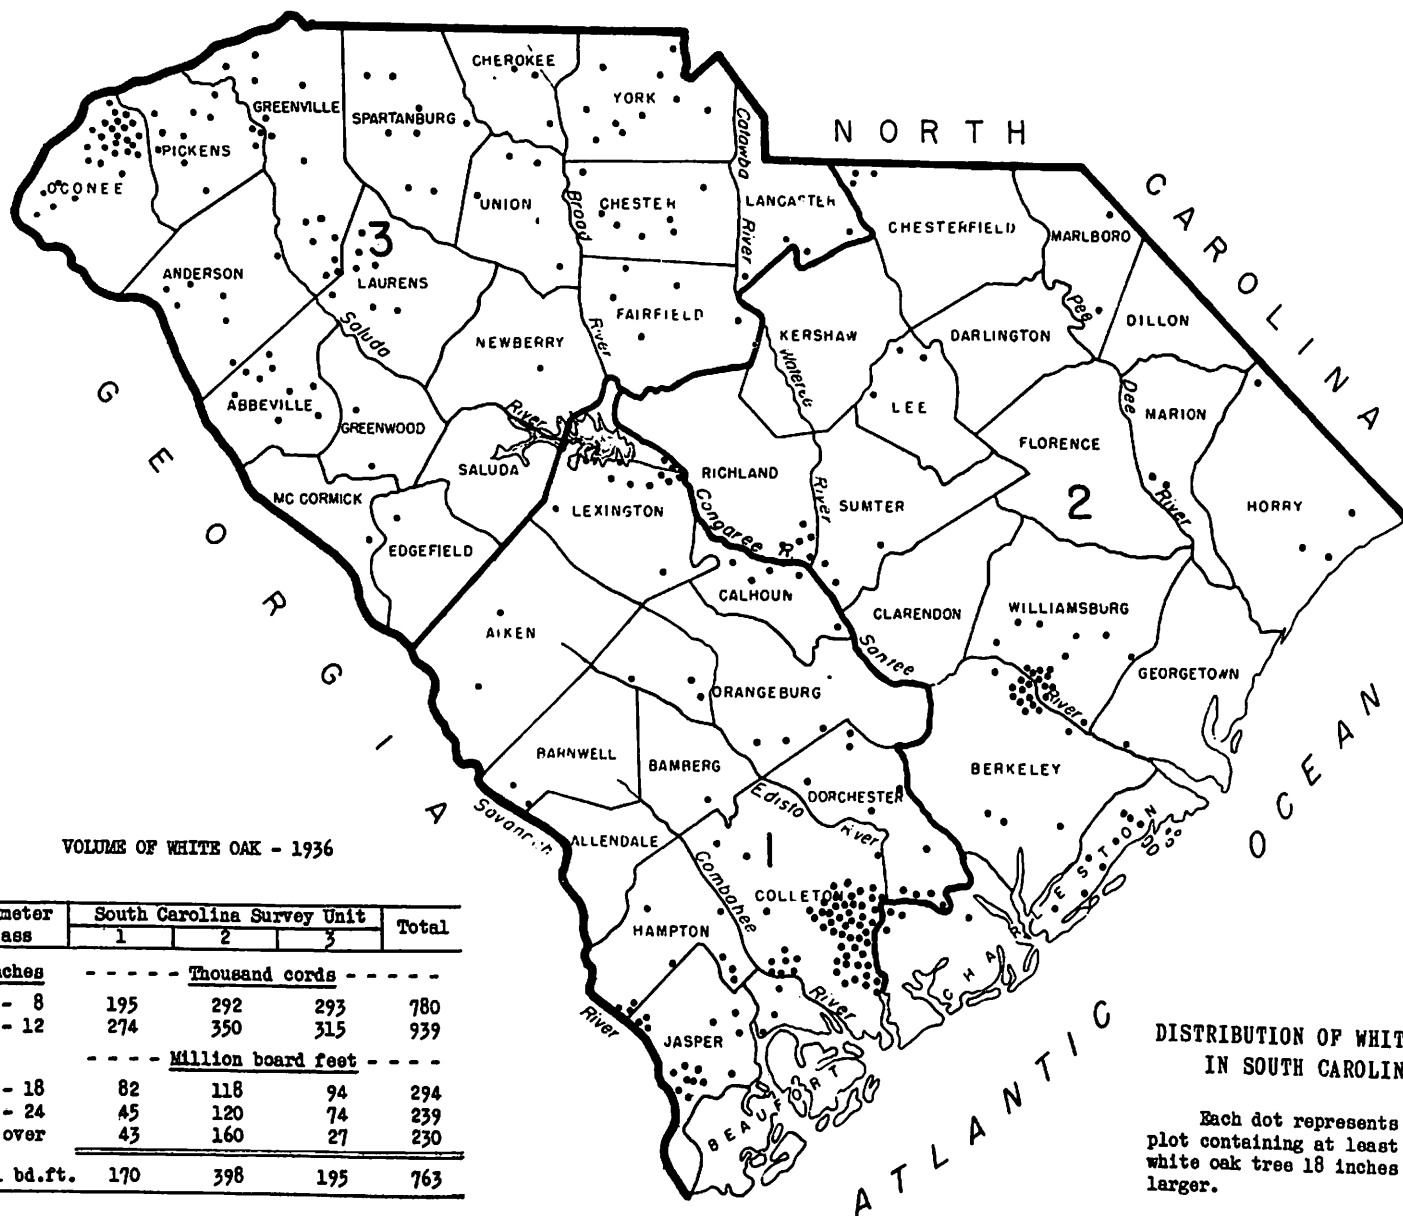 NORTH
CAROLINA
GEORGIA
ATLANTIC
OCEAN
CHEROKEE
YORK
GREENVILLE
SPARTANBURG
PICKENS
OCONEE
UNION
CHESTER
LANCASTER
CHESTERFIELD
MARLBORO
Catawba
River
Broad
River
3
ANDERSON
LAURENS
Saluda
River
FAIRFIELD
NEWBERRY
KERSHAW
Wateree
River
DARLINGTON
DILLON
Pee
Dee
River
ABBEVILLE
GREENWOOD
LEE
MARION
FLORENCE
SALUDA
RICHLAND
MC CORMICK
LEXINGTON
SUMTER
2
HORRY
Congaree R.
EDGEFIELD
CALHOUN
CLARENDON
WILLIAMSBURG
AIKEN
Santee
River
GEORGETOWN
ORANGEBURG
BARNWELL
BAMBERG
BERKELEY
DORCHESTER
Edisto
River
Savannah
River
ALLENDALE
1
COLLETON
Combahee
River
HAMPTON
CHARLESTON
JASPER
BEAUFORT
VOLUME OF WHITE OAK - 1936
meter South Carolina Survey Unit Total
ass 1 2 3
ches - - - - - Thousand cords - - - - -
- 8 195 292 293 780
- 12 274 350 315 939
- - - - Million board feet - - - -
- 18 82 118 94 294
- 24 45 120 74 239
over 43 160 27 230
bd.ft. 170 398 195 763
DISTRIBUTION OF WHIT
IN SOUTH CAROLIN
Each dot represents
plot containing at least
white oak tree 18 inches
larger.